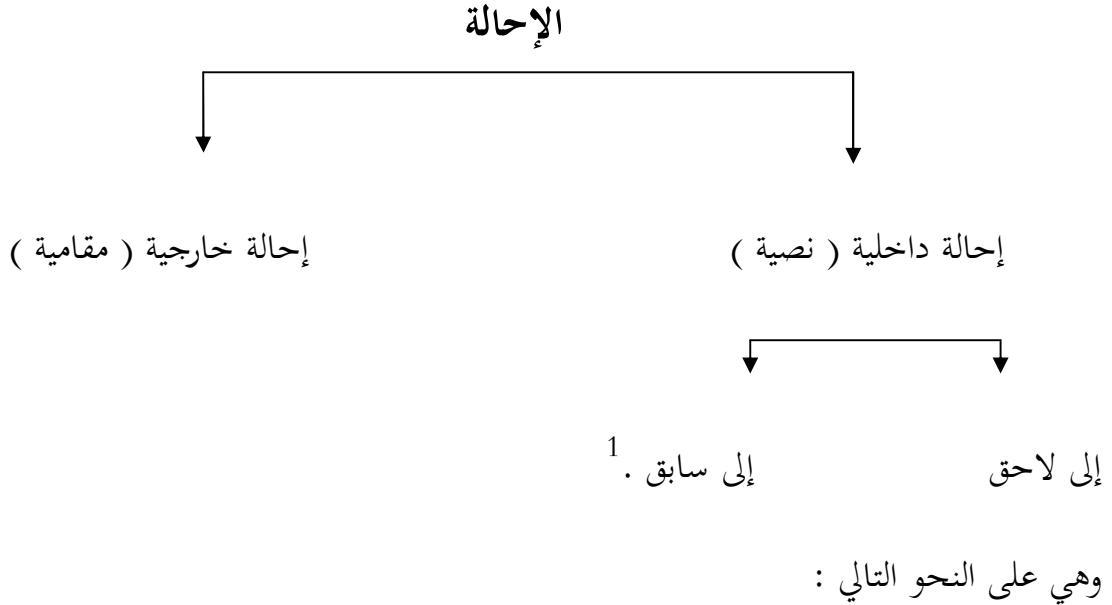 الإحالة
إحالة داخلية ( نصية ) إحالة خارجية ( مقامية )
إلى لاحق إلى سابق .1
وهي على النحو التالي :